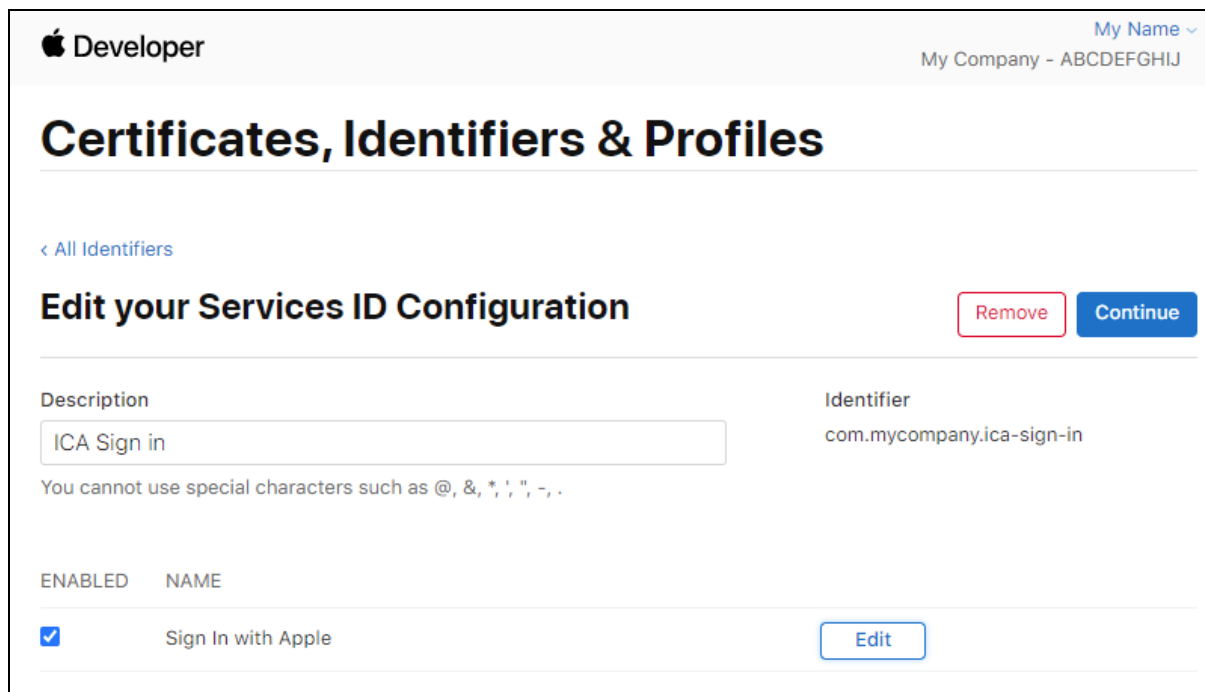 Developer
My Name
My Company - ABCDEFGHIJ
Certificates, Identifiers & Profiles
‹ All Identifiers
Edit your Services ID Configuration
Remove
Continue
Description
Identifier
ICA Sign in
com.mycompany.ica-sign-in
You cannot use special characters such as @, &, *, ', ", -, .
ENABLED NAME
Sign In with Apple
Edit